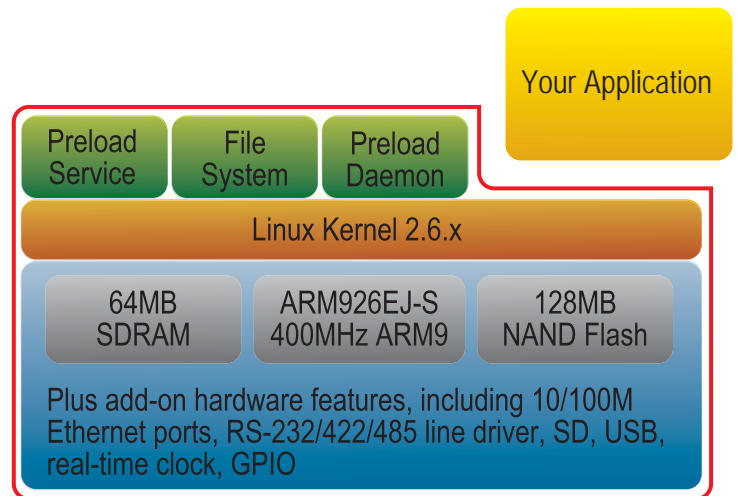 Your Application
Preload
Service
File
System
Preload
Daemon
Linux Kernel 2.6.x
64MB
SDRAM
ARM926EJ-S
400MHz ARM9
128MB
NAND Flash
Plus add-on hardware features, including 10/100M
Ethernet ports, RS-232/422/485 line driver, SD, USB,
real-time clock, GPIO